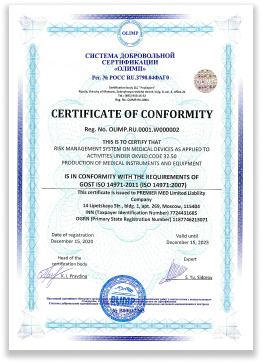 OLIMP
СИСТЕМА ДОБРОВОЛЬНОЙ
СЕРТИФИКАЦИИ
«ОЛИМП»
Рег. № РОСС RU.З790.04ФАГ0
CERTIFICATE OF CONFORMITY
Reg. No. OLIMP.RU.0001.W000002
THIS IS TO CERTIFY THAT
RISK MANAGEMENT SYSTEM ON MEDICAL DEVICES AS APPLIED TO
ACTIVITIES UNDER OKVED CODE 32.50
PRODUCTION OF MEDICAL INSTRUMENTS AND EQUIPMENT
IS IN CONFORMITY WITH THE REQUIREMENTS OF
GOST ISO 14971-2011 (ISO 14971:2007)
This certificate is issued to PREMIER MED Limited Liability
Company
14 Lipetskaya Str., bldg. 1, apt. 209, Moscow, 115404
INN (Taxpayer Identification Number) 7724431685
OGRN (Primary State Registration Number) 1187746213071
Date of registration
December 15, 2020
Valid until
December 15, 2023
Head of the
certification body
Expert
K. I. Pravdina
S. Yu. Sidorov
OLIMP